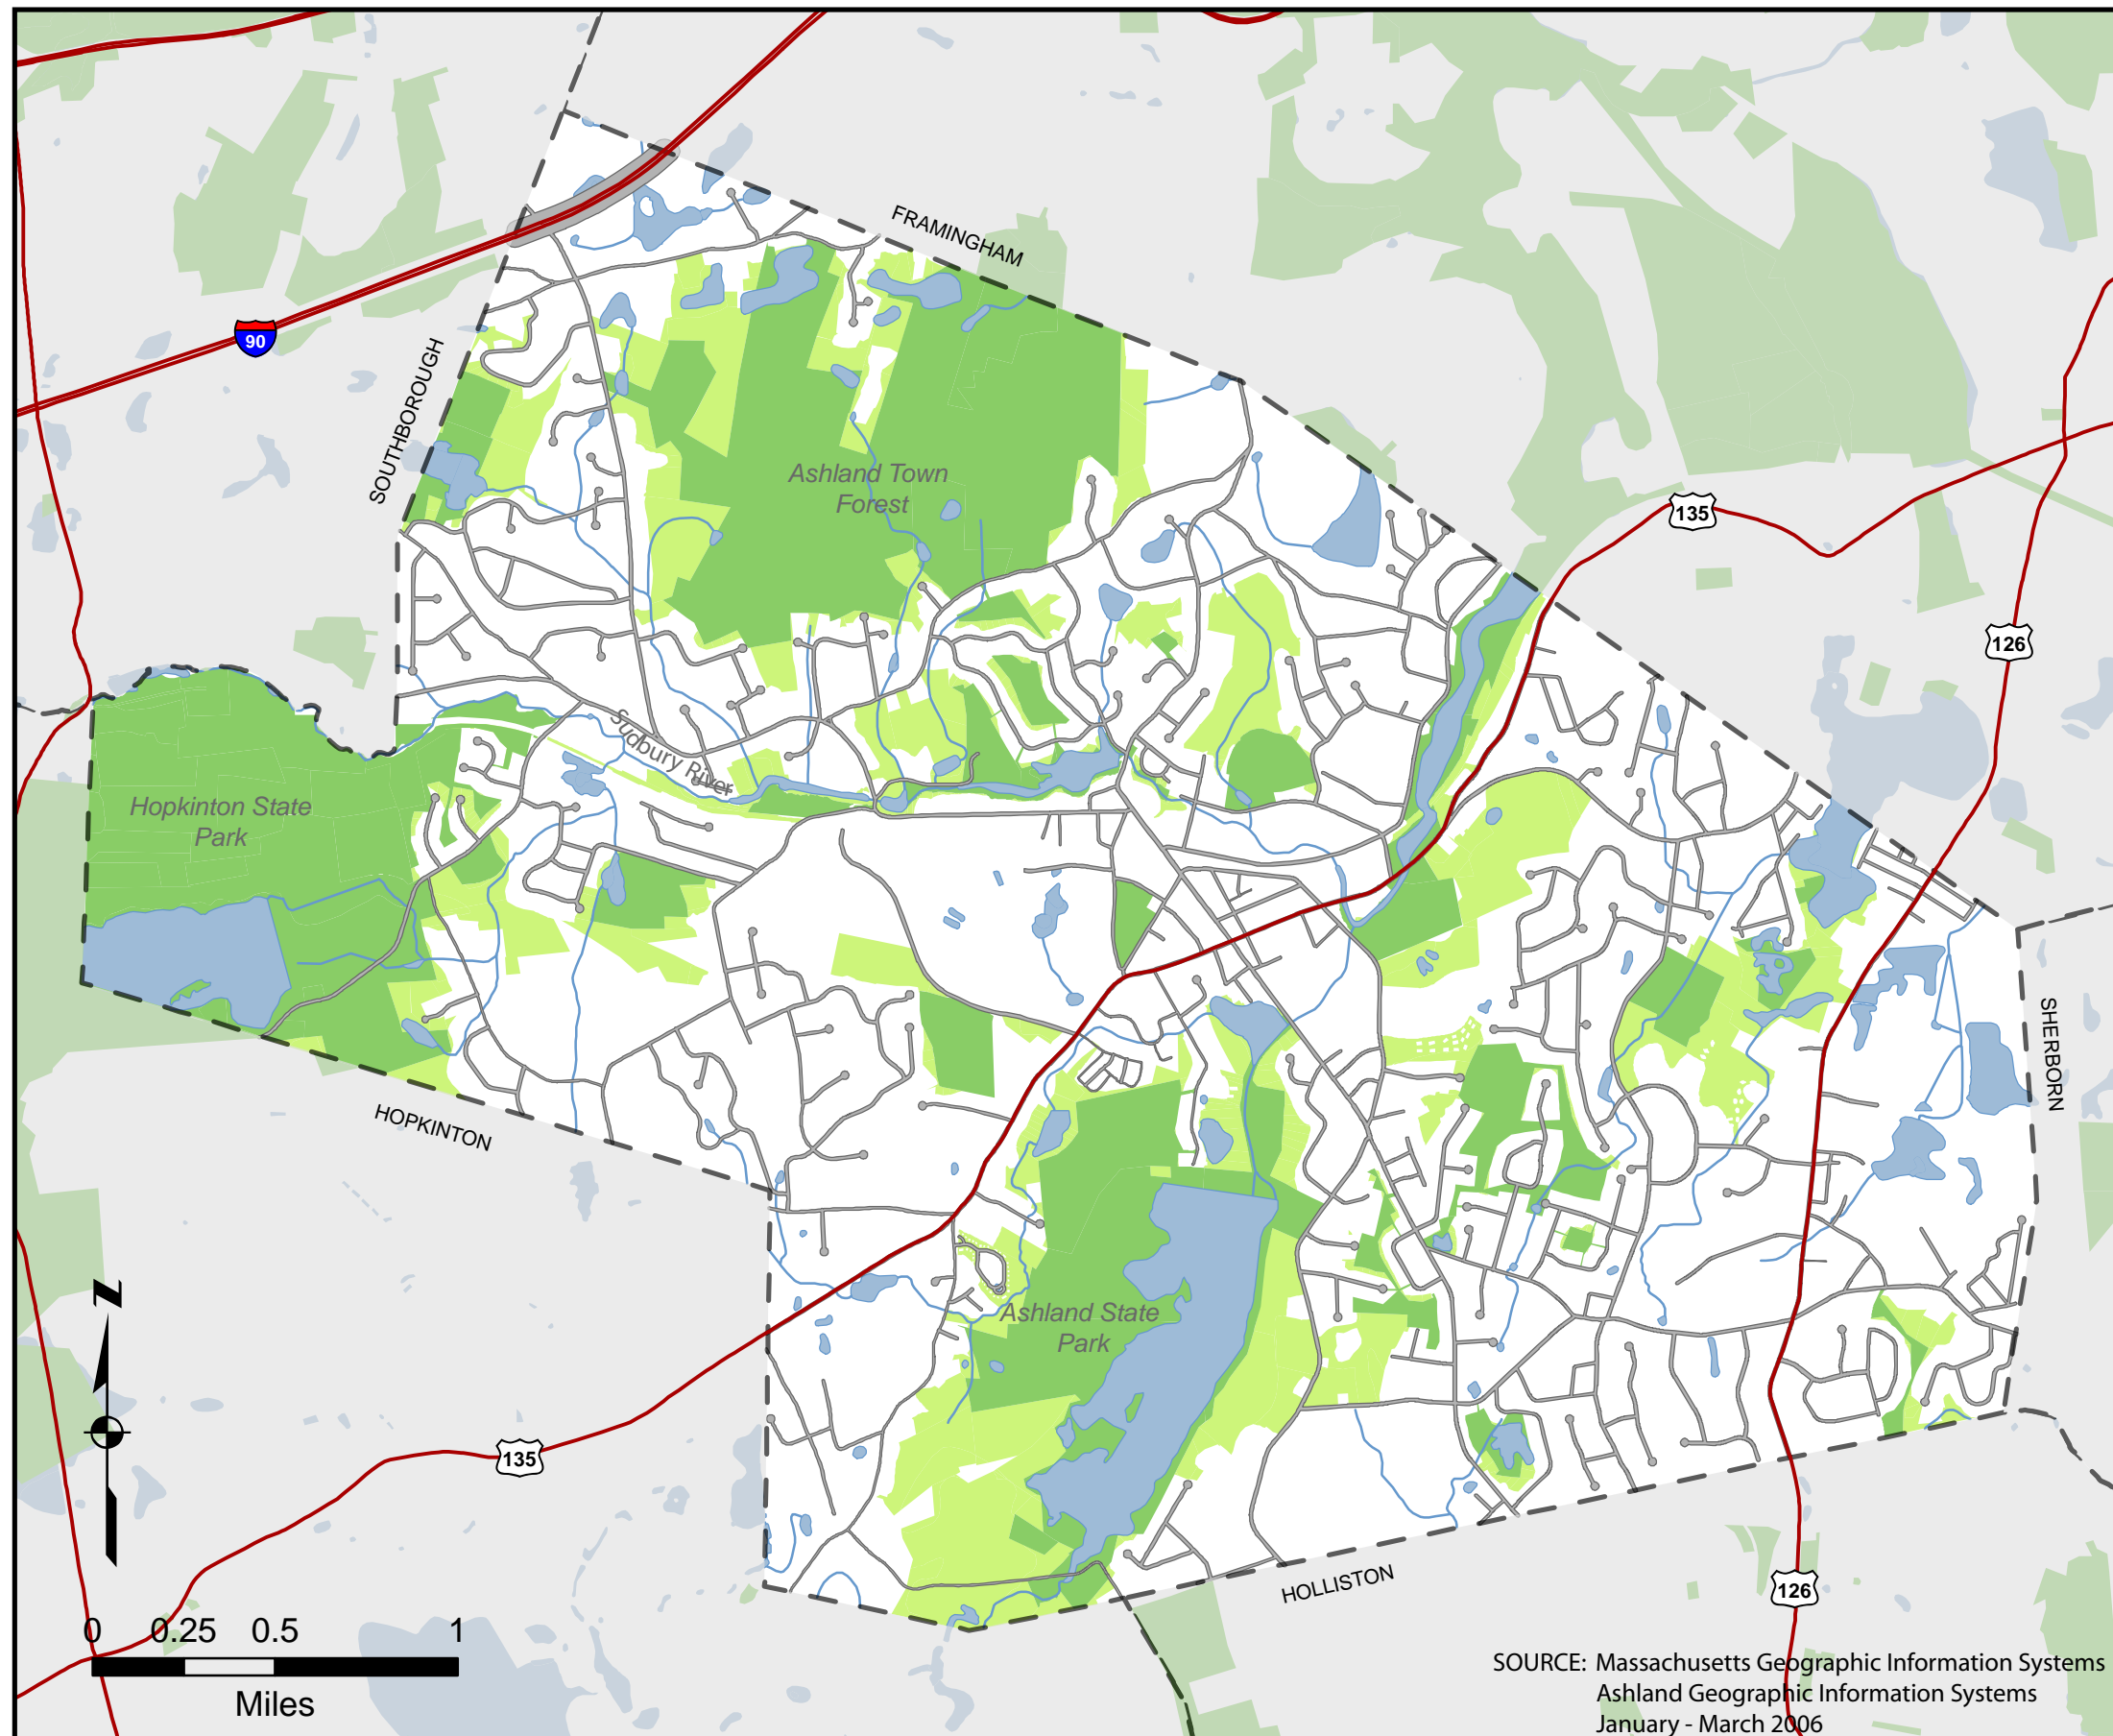 FRAMINGHAM
90
SOUTHBOROUGH
Ashland Town
Forest
135
126
Sudbury River
Hopkinton State
Park
SHERBORN
HOPKINTON
N
Ashland State
Park
135
HOLLISTON
126
0 0.25 0.5 1
Miles
SOURCE: Massachusetts Geographic Information Systems
Ashland Geographic Information Systems
January - March 2006